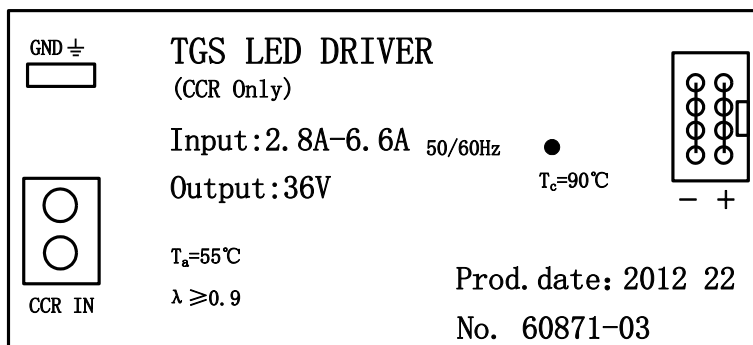 GND ⏚
TGS LED DRIVER
(CCR Only)
Input:2.8A-6.6A 50/60Hz
Output:36V
Tc=90℃
- +
Ta=55℃
λ≥0.9
CCR IN
Prod.date: 2012 22
No. 60871-03